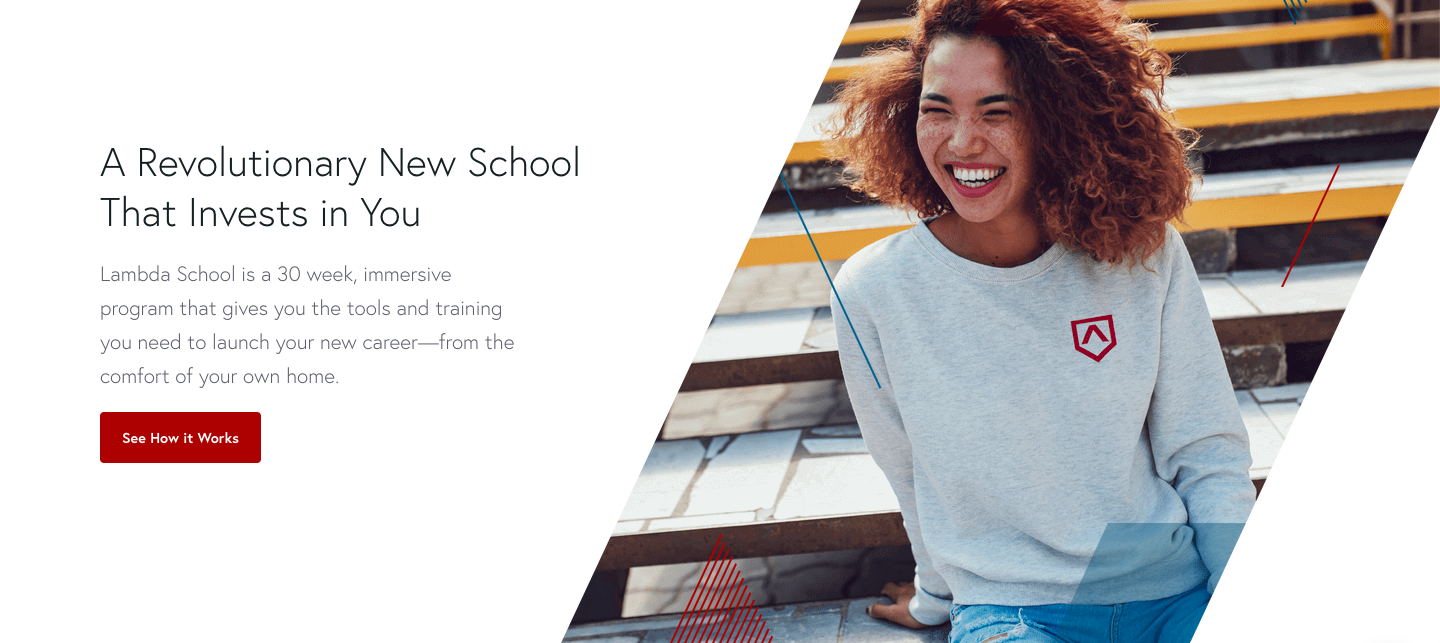 A Revolutionary New School
That Invests in You
Lambda School is a 30 week, immersive
program that gives you the tools and training
you need to launch your new career—from the
comfort of your own home.
See How it Works